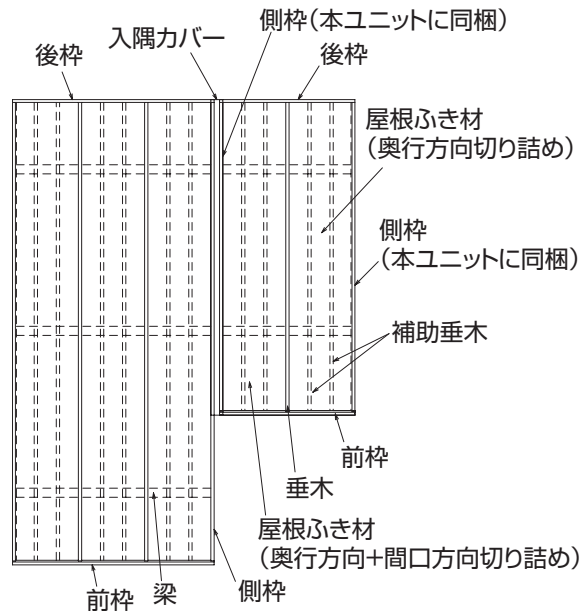 側枠(本ユニットに同梱)
入隅カバー
後枠
後枠
屋根ふき材
(奥行方向切り詰め)
側枠
(本ユニットに同梱)
補助垂木
前枠
垂木
屋根ふき材
(奥行方向+間口方向切り詰め)
側枠
梁
前枠